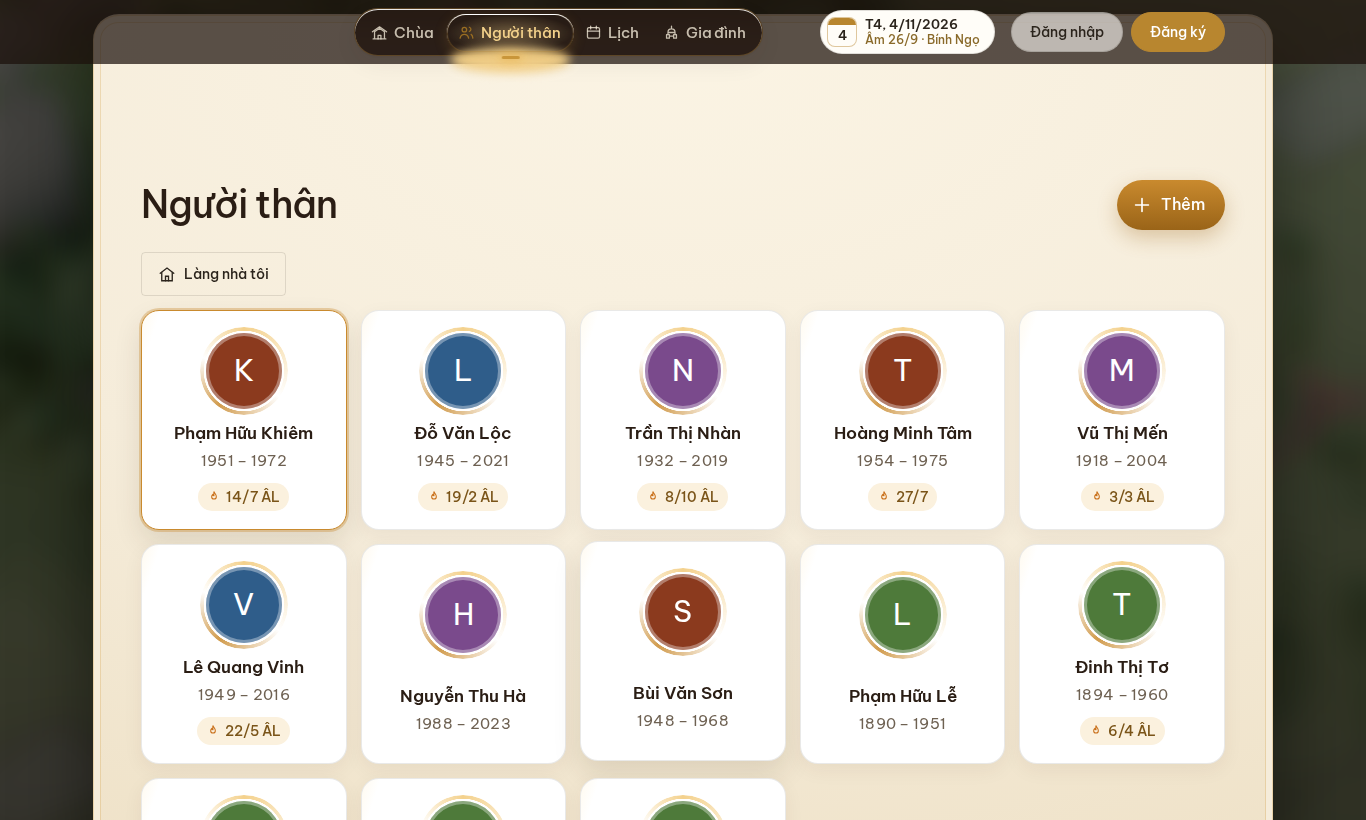 Chùa
Người thân
Lịch
Gia đình
4
T4, 4/11/2026
Âm 26/9 · Bính Ngọ
Đăng nhập
Đăng ký
Người thân
Thêm
Làng nhà tôi
K
Phạm Hữu Khiêm
1951 – 1972
14/7 ÂL
L
Đỗ Văn Lộc
1945 – 2021
19/2 ÂL
N
Trần Thị Nhàn
1932 – 2019
8/10 ÂL
T
Hoàng Minh Tâm
1954 – 1975
27/7
M
Vũ Thị Mến
1918 – 2004
3/3 ÂL
V
Lê Quang Vinh
1949 – 2016
22/5 ÂL
H
Nguyễn Thu Hà
1988 – 2023
S
Bùi Văn Sơn
1948 – 1968
L
Phạm Hữu Lễ
1890 – 1951
T
Đinh Thị Tơ
1894 – 1960
6/4 ÂL